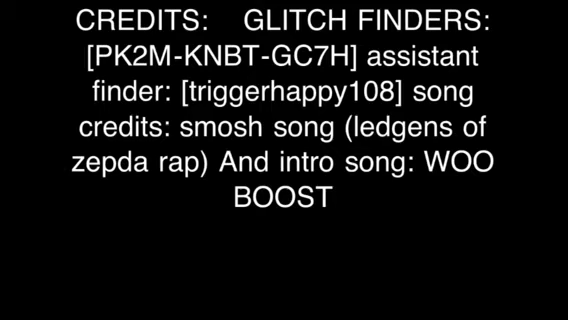 CREDITS:    GLITCH FINDERS:
[PK2M-KNBT-GC7H] assistant
finder: [triggerhappy108] song
credits: smosh song (ledgens of
zepda rap) And intro song: WOO
BOOST